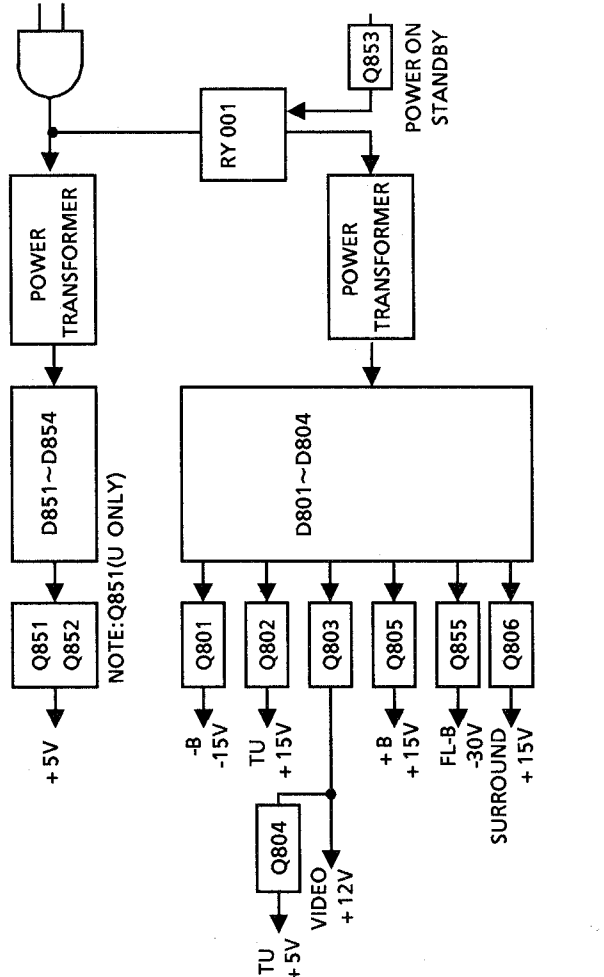 Q853
POWER ON
STANDBY
RY 001
POWER
TRANSFORMER
POWER
TRANSFORMER
D851~D854
D801~D804
NOTE:Q851(U ONLY)
Q851
Q852
Q801
Q802
Q803
Q805
Q855
Q806
+5V
-B
-15V
TU
+15V
+B
+15V
FL-B
-30V
SURROUND
+15V
Q804
VIDEO
+12V
TU
+5V